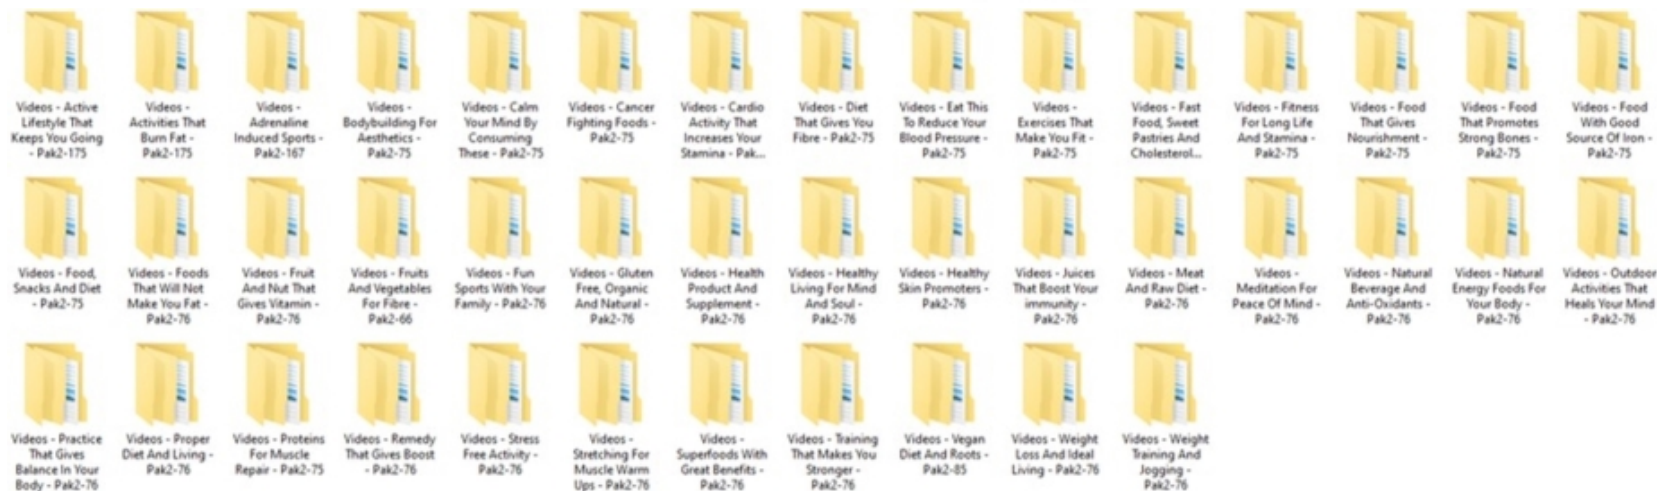 Videos - Active
Lifestyle That
Keeps You Going
- Pak2-175
Videos -
Activities That
Burn Fat -
Pak2-175
Videos -
Adrenaline
Induced Sports -
Pak2-167
Videos -
Bodybuilding For
Aesthetics -
Pak2-75
Videos - Calm
Your Mind By
Consuming
These - Pak2-75
Videos - Cancer
Fighting Foods -
Pak2-75
Videos - Cardio
Activity That
Increases Your
Stamina - Pak...
Videos - Diet
That Gives You
Fibre - Pak2-75
Videos - Eat This
To Reduce Your
Blood Pressure -
Pak2-75
Videos -
Exercises That
Make You Fit -
Pak2-75
Videos - Fast
Food, Sweet
Pastries And
Cholesterol...
Videos - Fitness
For Long Life
And Stamina -
Pak2-75
Videos - Food
That Gives
Nourishment -
Pak2-75
Videos - Food
That Promotes
Strong Bones -
Pak2-75
Videos - Food
With Good
Source Of Iron -
Pak2-75
Videos - Food,
Snacks And Diet
- Pak2-75
Videos - Foods
That Will Not
Make You Fat -
Pak2-76
Videos - Fruit
And Nut That
Gives Vitamin -
Pak2-76
Videos - Fruits
And Vegetables
For Fibre -
Pak2-66
Videos - Fun
Sports With Your
Family - Pak2-76
Videos - Gluten
Free, Organic
And Natural -
Pak2-76
Videos - Health
Product And
Supplement -
Pak2-76
Videos - Healthy
Living For Mind
And Soul -
Pak2-76
Videos - Healthy
Skin Promoters -
Pak2-76
Videos - Juices
That Boost Your
immunity -
Pak2-76
Videos - Meat
And Raw Diet -
Pak2-76
Videos -
Meditation For
Peace Of Mind -
Pak2-76
Videos - Natural
Beverage And
Anti-Oxidants -
Pak2-76
Videos - Natural
Energy Foods For
Your Body -
Pak2-76
Videos - Outdoor
Activities That
Heals Your Mind
- Pak2-76
Videos - Practice
That Gives
Balance In Your
Body - Pak2-76
Videos - Proper
Diet And Living -
Pak2-76
Videos - Proteins
For Muscle
Repair - Pak2-75
Videos - Remedy
That Gives Boost
- Pak2-76
Videos - Stress
Free Activity -
Pak2-76
Videos -
Stretching For
Muscle Warm
Ups - Pak2-76
Videos -
Superfoods With
Great Benefits -
Pak2-76
Videos - Training
That Makes You
Stronger -
Pak2-76
Videos - Vegan
Diet And Roots -
Pak2-85
Videos - Weight
Loss And Ideal
Living - Pak2-76
Videos - Weight
Training And
Jogging -
Pak2-76